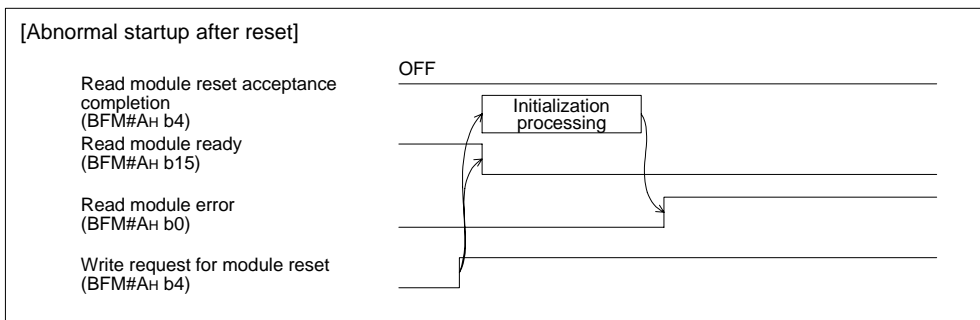 [Abnormal startup after reset]
OFF
Read module reset acceptance
completion
(BFM#AH b4)
Initialization
processing
Read module ready
(BFM#AH b15)
Read module error
(BFM#AH b0)
Write request for module reset
(BFM#AH b4)